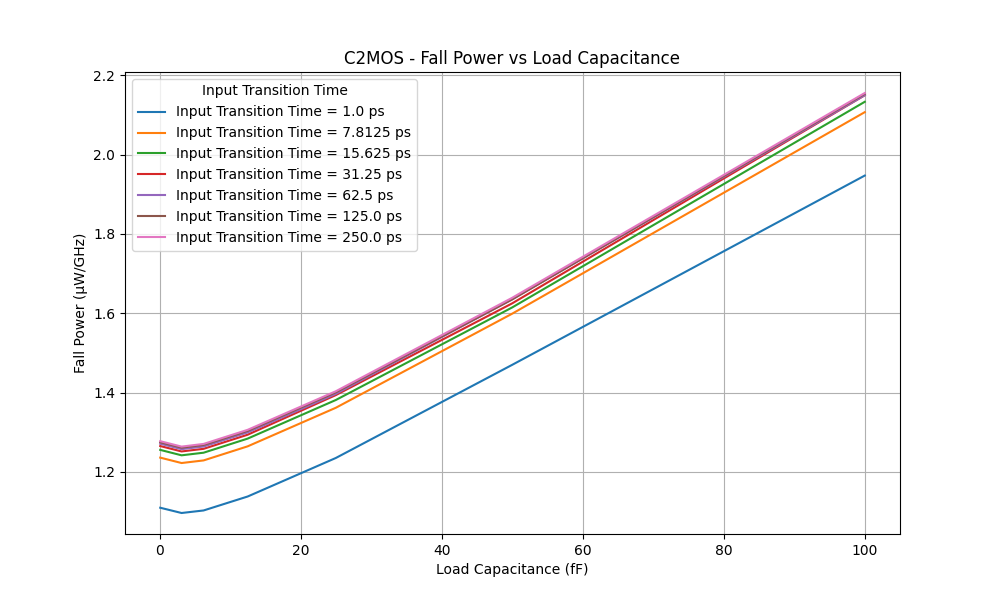 C2MOS - Fall Power vs Load Capacitance
Input Transition Time
Input Transition Time = 1.0 ps
Input Transition Time = 7.8125 ps
Input Transition Time = 15.625 ps
Input Transition Time = 31.25 ps
Input Transition Time = 62.5 ps
Input Transition Time = 125.0 ps
Input Transition Time = 250.0 ps
Fall Power (μW/GHz)
2.2
2.0
1.8
1.6
1.4
1.2
0 20 40 60 80 100
Load Capacitance (fF)